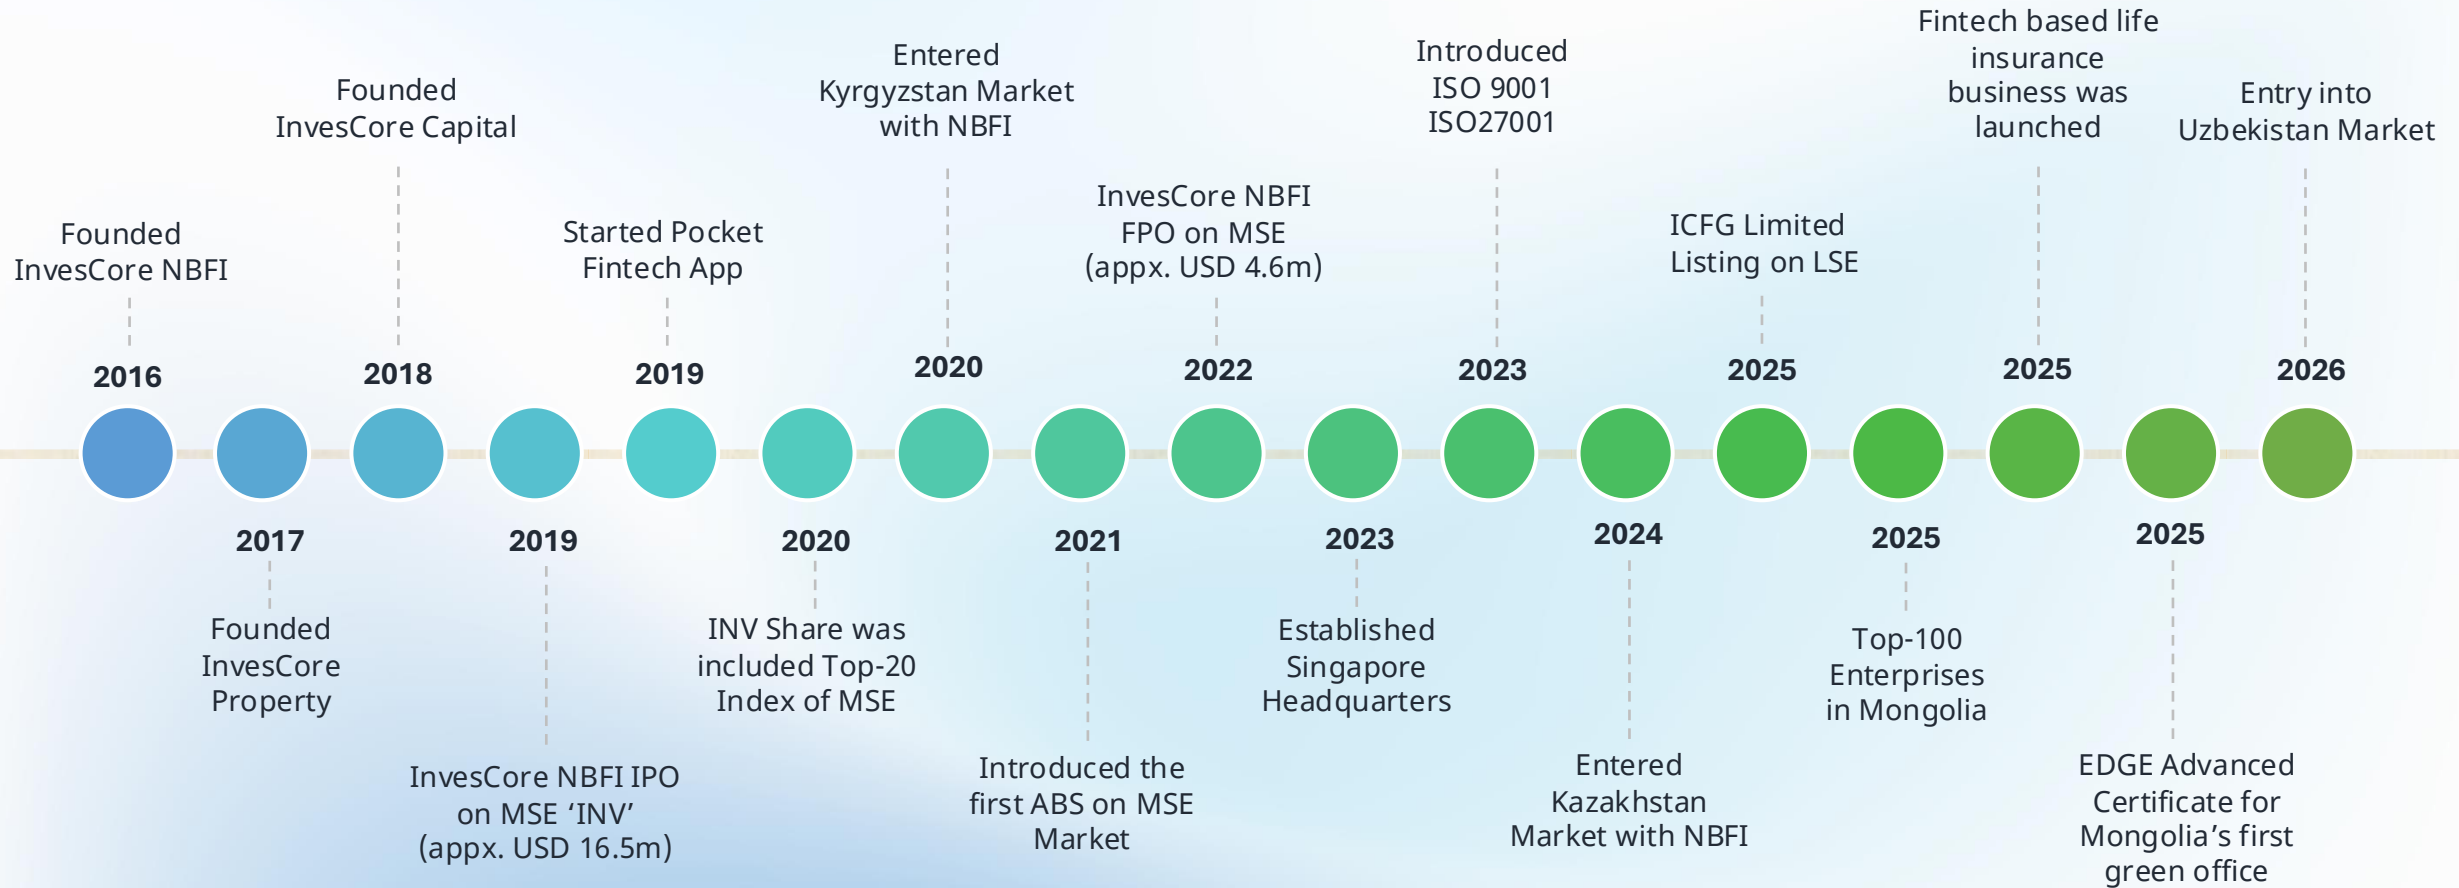 Founded
InvesCore NBFI
2016
2017
Founded
InvesCore
Property
Founded
InvesCore Capital
2018
2019
InvesCore NBFI IPO
on MSE ‘INV’
(appx. USD 16.5m)
Started Pocket
Fintech App
2019
2020
INV Share was
included Top-20
Index of MSE
Entered
Kyrgyzstan Market
with NBFI
2020
2021
Introduced the
first ABS on MSE
Market
InvesCore NBFI
FPO on MSE
(appx. USD 4.6m)
2022
2023
Established
Singapore
Headquarters
Introduced
ISO 9001
ISO27001
2023
2024
Entered
Kazakhstan
Market with NBFI
ICFG Limited
Listing on LSE
2025
2025
Top-100
Enterprises
in Mongolia
Fintech based life
insurance
business was
launched
2025
2025
EDGE Advanced
Certificate for
Mongolia’s first
green office
Entry into
Uzbekistan Market
2026